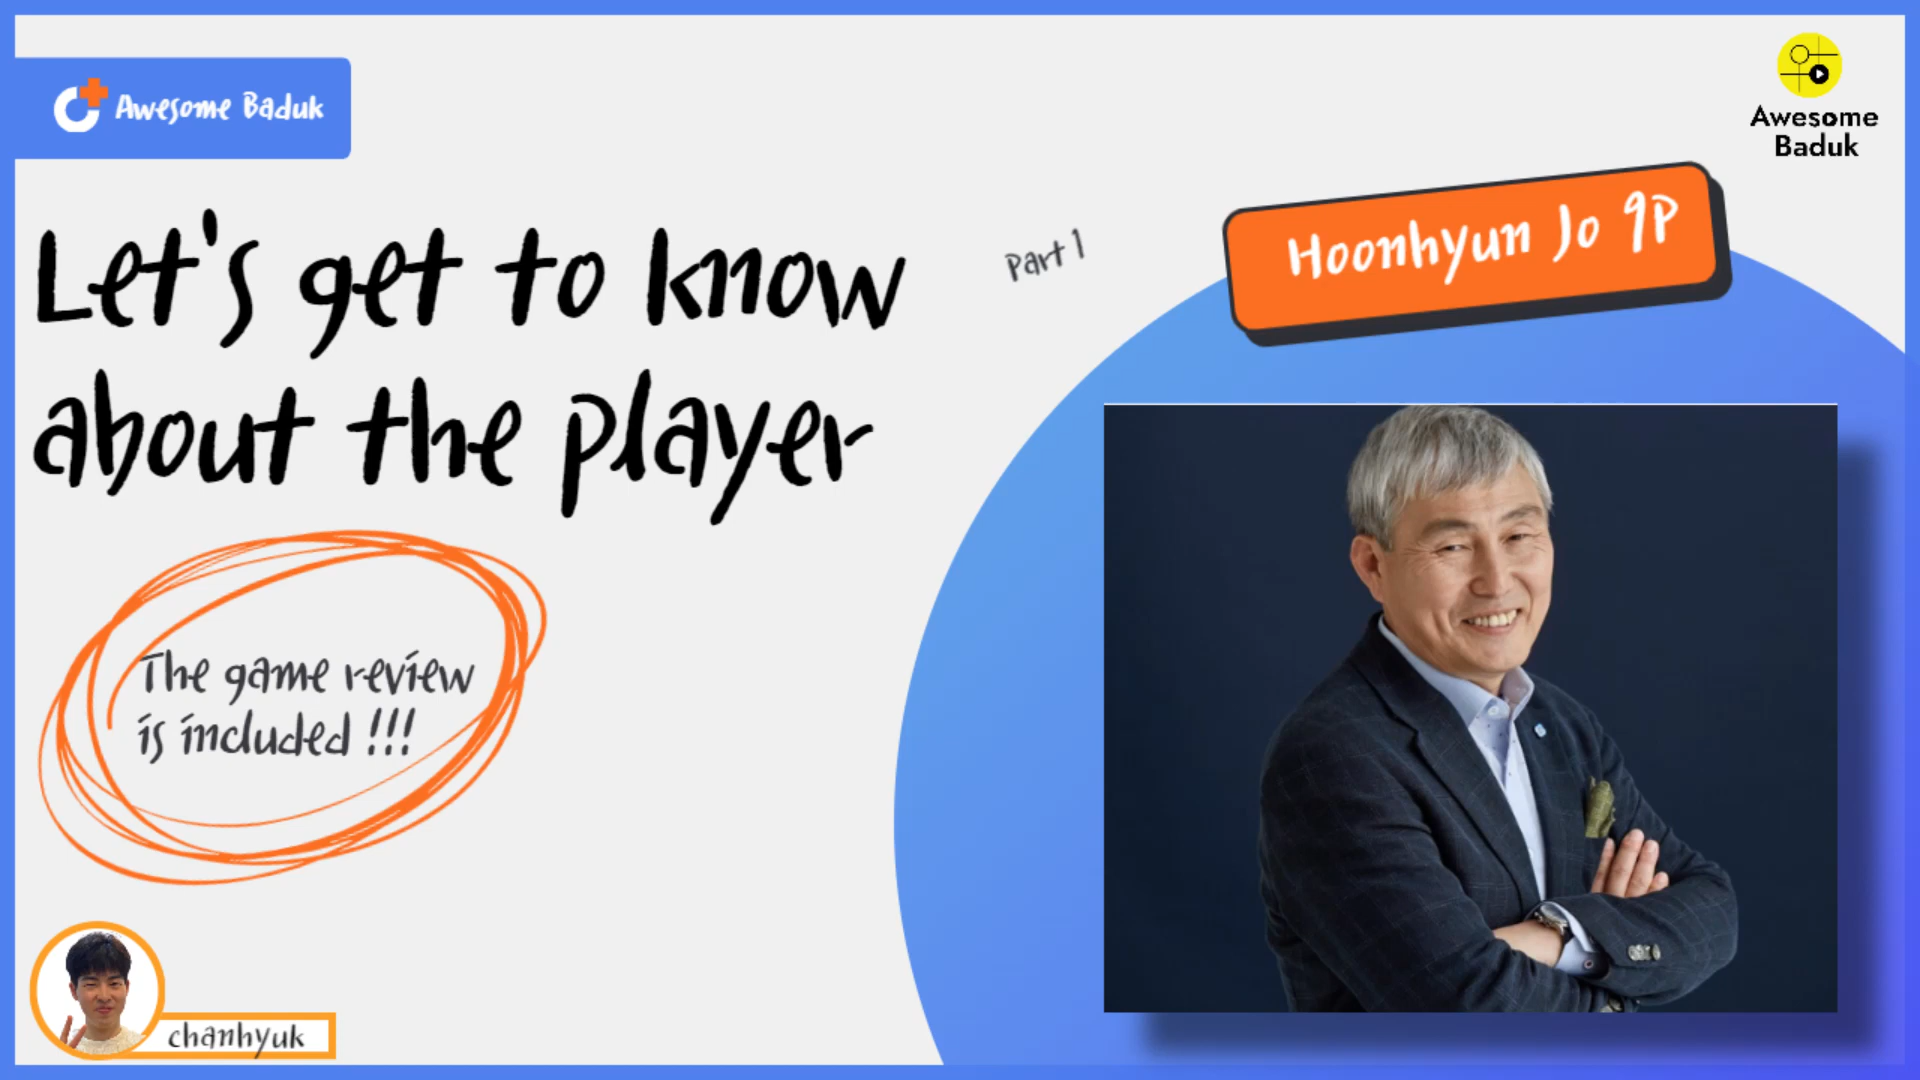 Awesome Baduk
Awesome
Baduk
Hoonhyun Jo 9P
Part 1
Let's get to know
about the player
The game review
is included !!!
chanhyuk